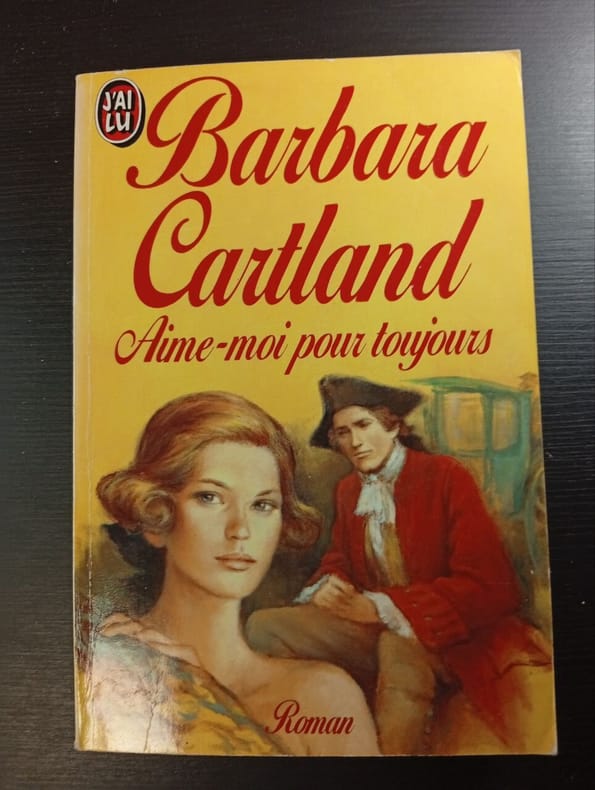 J'AI
LU
Barbara
Cartland
Aime-moi pour toujours
Roman